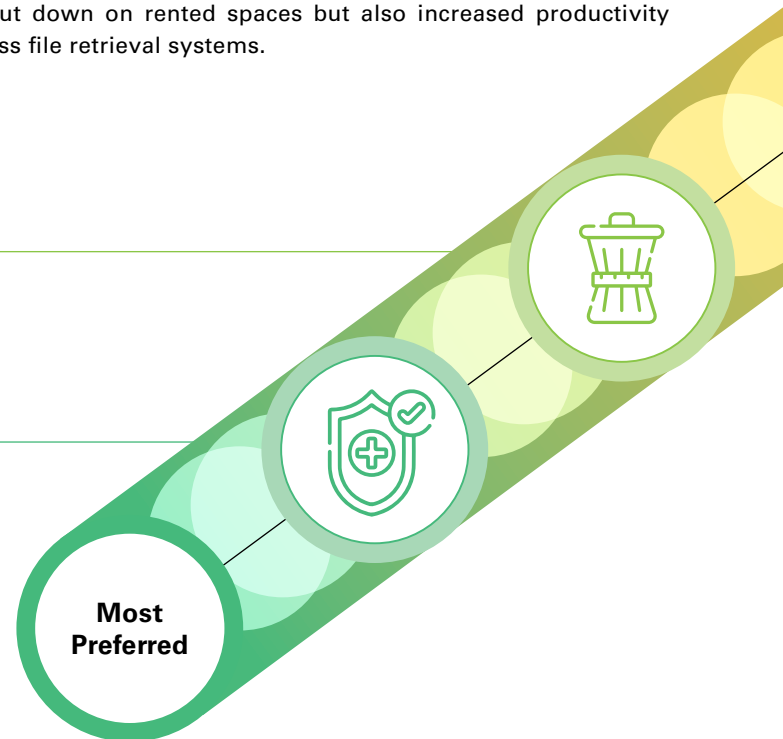 ut down on rented spaces but also increased productivity
ss file retrieval systems.
Most
Preferred